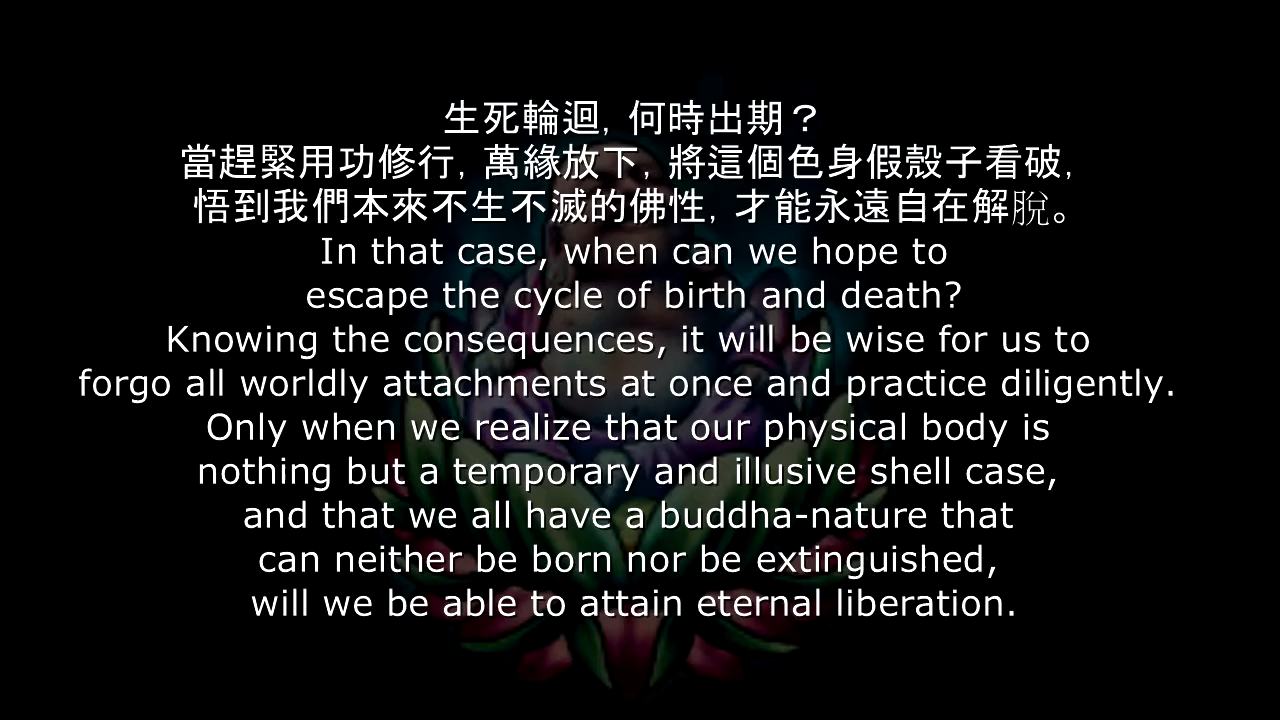 生死輪迴，何時出期？
當趕緊用功修行，萬緣放下，將這個色身假殼子看破，
悟到我們本來不生不滅的佛性，才能永遠自在解脫。
In that case, when can we hope to
escape the cycle of birth and death?
Knowing the consequences, it will be wise for us to
forgo all worldly attachments at once and practice diligently.
Only when we realize that our physical body is
nothing but a temporary and illusive shell case,
and that we all have a buddha-nature that
can neither be born nor be extinguished,
will we be able to attain eternal liberation.